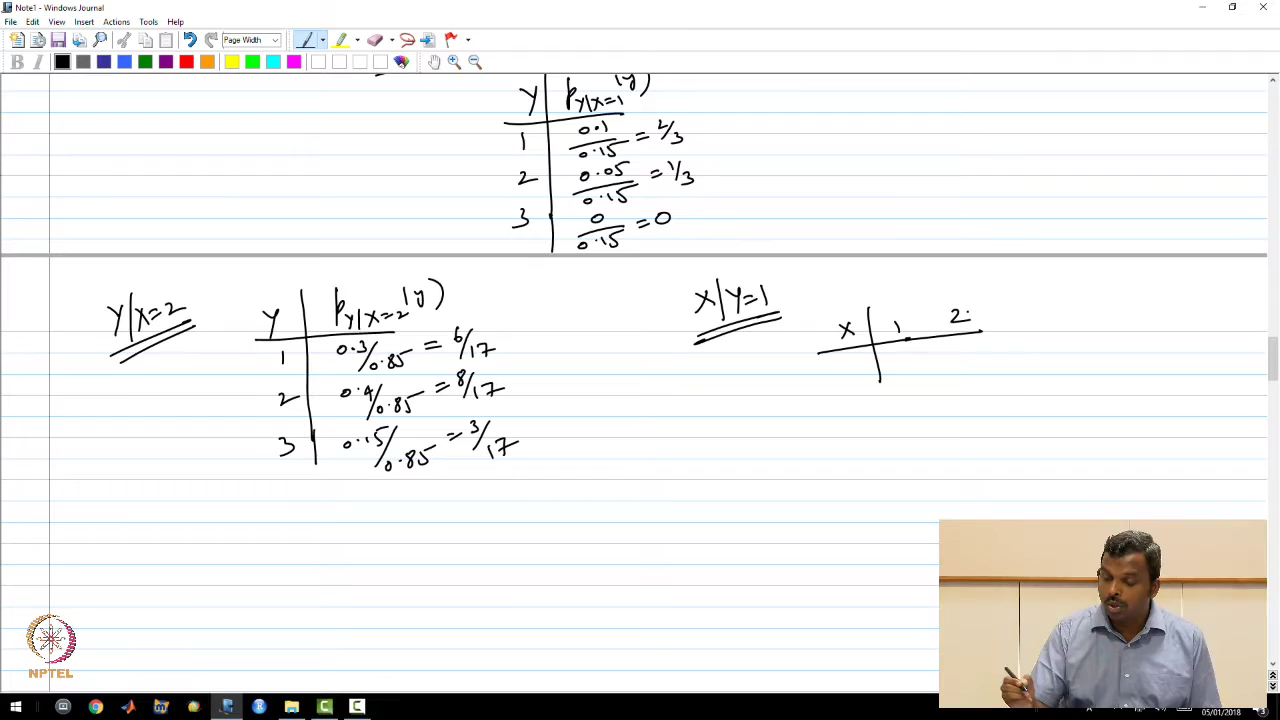 Note1 - Windows Journal
File Edit View Insert Actions Tools Help
Page Width
Y p Y|X=1 (y)
1 0.1/0.15 = 2/3
2 0.05/0.15 = 1/3
3 0/0.15 = 0
Y|X=2
Y p Y|X=2 (y)
1 0.3/0.85 = 6/17
2 0.4/0.85 = 8/17
3 0.15/0.85 = 3/17
X|Y=1
X 1 2
NPTEL
05/01/2018